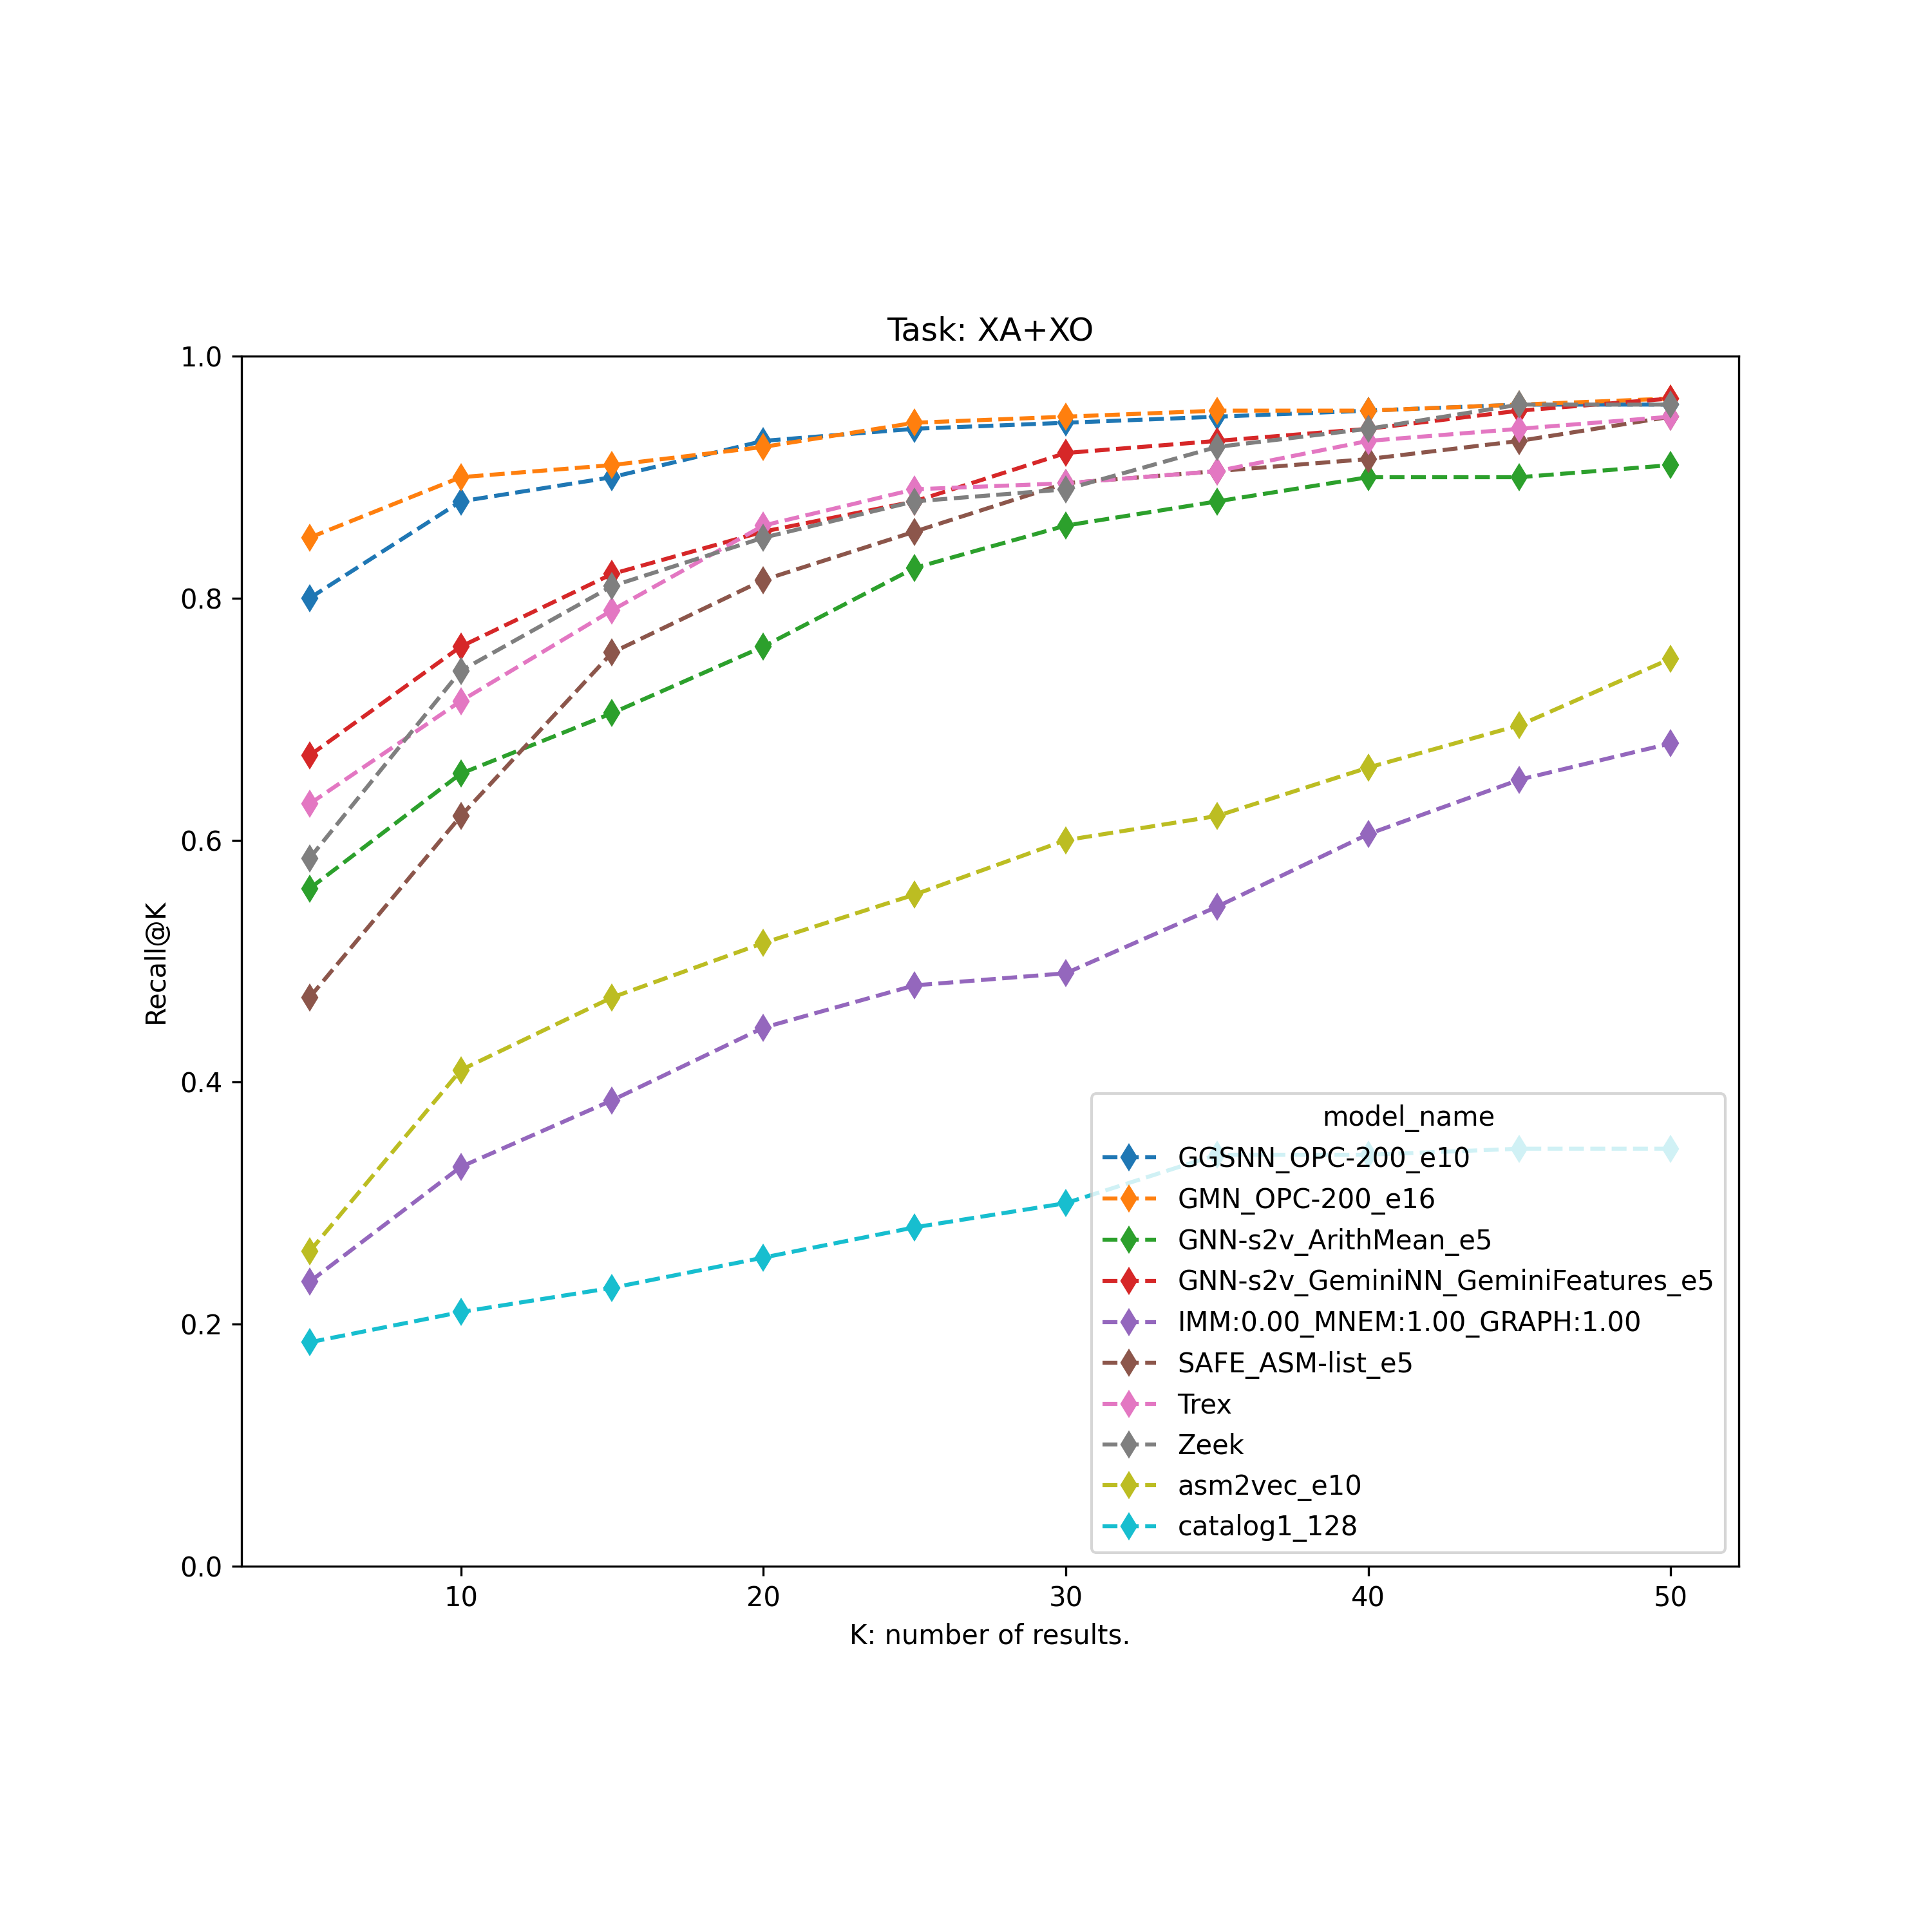 Task: XA+XO
1.0
0.8
0.6
0.4
0.2
0.0
Recall@K
10 20 30 40 50
K: number of results.
model_name
GGSNN_OPC-200_e10
GMN_OPC-200_e16
GNN-s2v_ArithMean_e5
GNN-s2v_GeminiNN_GeminiFeatures_e5
IMM:0.00_MNEM:1.00_GRAPH:1.00
SAFE_ASM-list_e5
Trex
Zeek
asm2vec_e10
catalog1_128